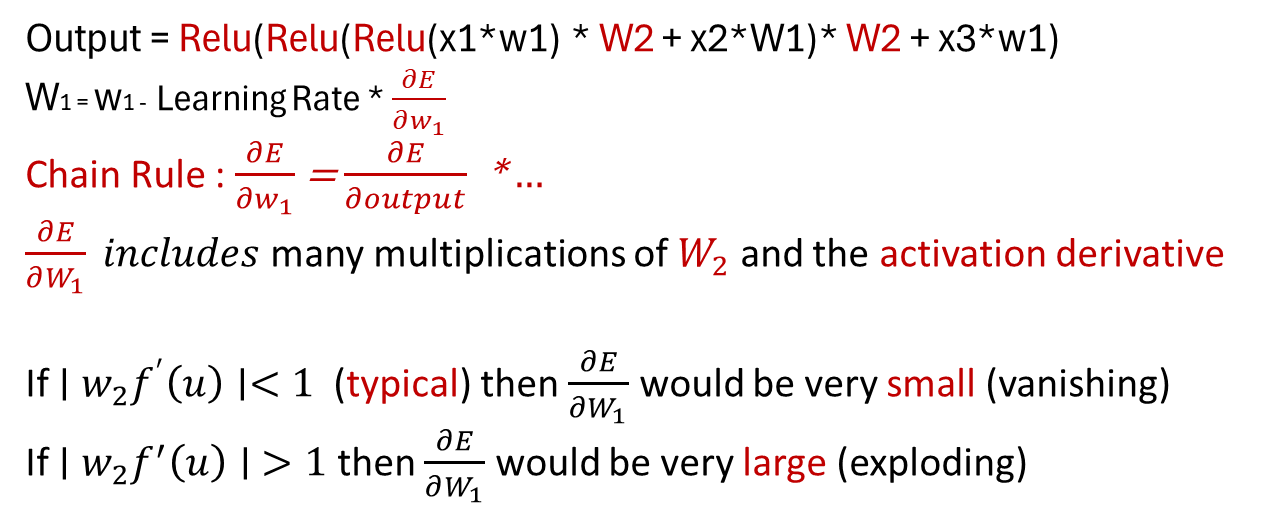 Output = Relu(Relu(Relu(x1*w1) * W2 + x2*W1)* W2 + x3*w1)
W₁ = w₁ - Learning Rate * ∂E/∂w₁
Chain Rule : ∂E/∂w₁ = ∂E/∂output * ...
∂E/∂W₁ includes many multiplications of W₂ and the activation derivative
If | w₂f′(u) |< 1 (typical) then ∂E/∂W₁ would be very small (vanishing)
If | w₂f′(u) | > 1 then ∂E/∂W₁ would be very large (exploding)